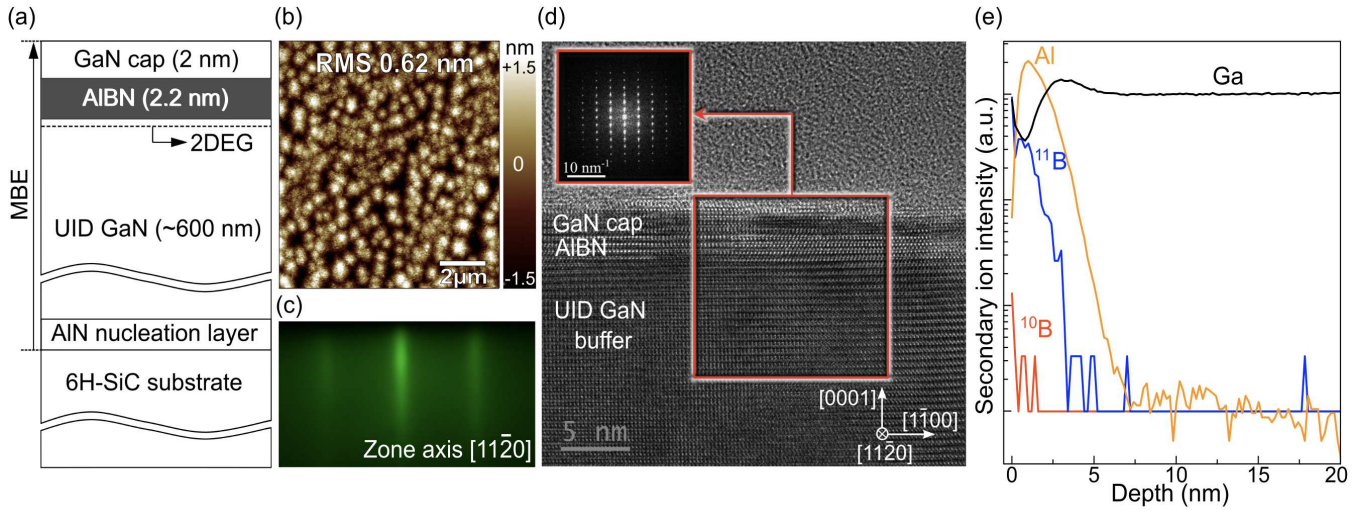 (a)
MBE
GaN cap (2 nm)
AlBN (2.2 nm)
2DEG
UID GaN (~600 nm)
AlN nucleation layer
6H-SiC substrate
(b)
RMS 0.62 nm
2μm
nm
+1.5
0
-1.5
(c)
Zone axis [112̅0]
(d)
10 nm⁻¹
GaN cap
AlBN
UID GaN
buffer
5 nm
[0001]
[11̅00]
[112̅0]
(e)
Secondary ion intensity (a.u.)
Al
Ga
¹¹B
¹⁰B
0
5
10
15
20
Depth (nm)